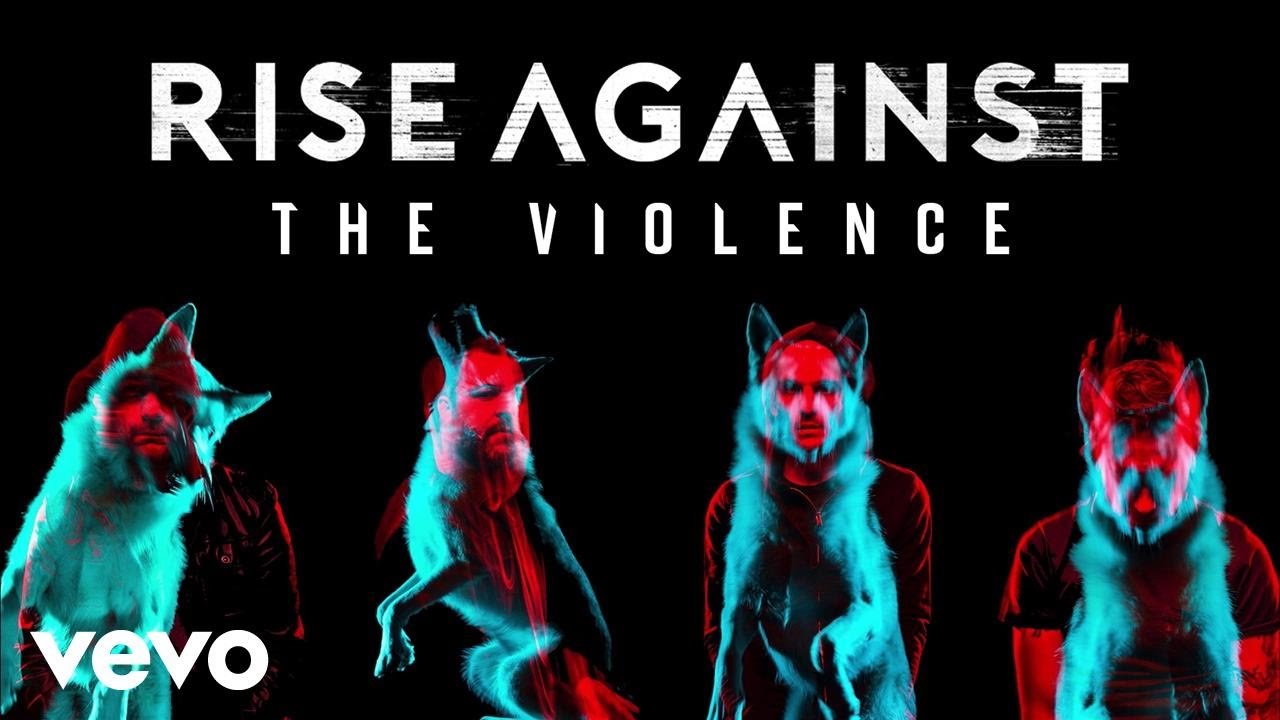 RISE AGAINST
THE VIOLENCE
vevo